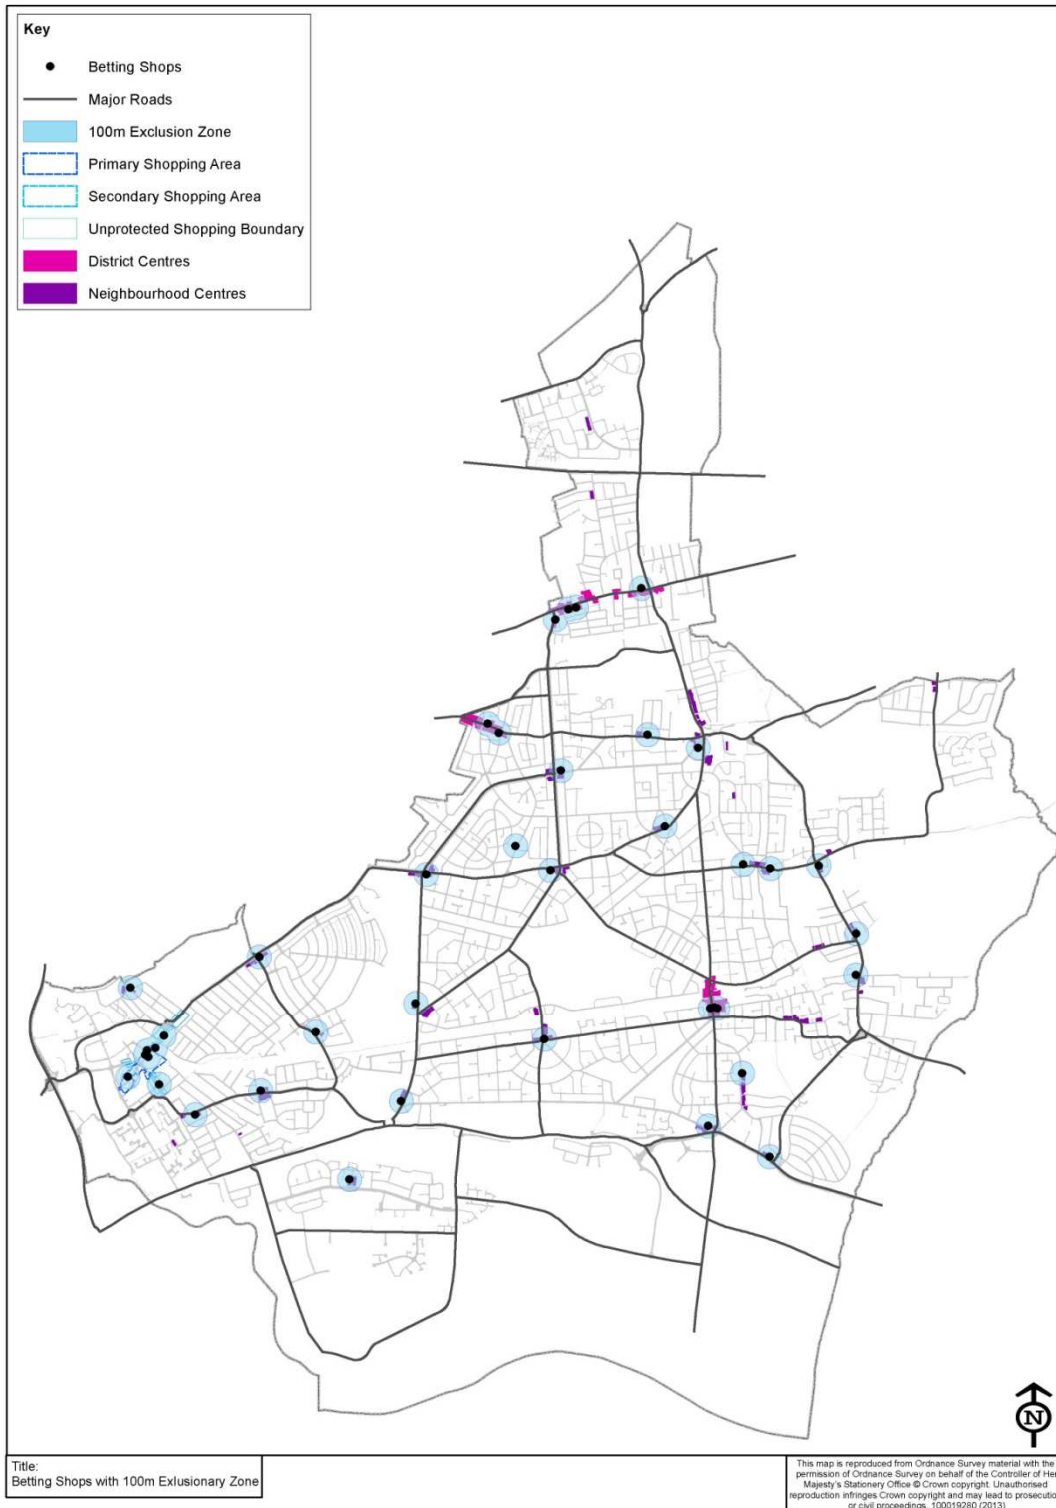 Key
Betting Shops
Major Roads
100m Exclusion Zone
Primary Shopping Area
Secondary Shopping Area
Unprotected Shopping Boundary
District Centres
Neighbourhood Centres
N
Title:
Betting Shops with 100m Exlusionary Zone
This map is reproduced from Ordnance Survey material with the
permission of Ordnance Survey on behalf of the Controller of Her
Majesty's Stationery Office © Crown copyright. Unauthorised
reproduction infringes Crown copyright and may lead to prosecution
or civil proceedings. 100019280 (2013)